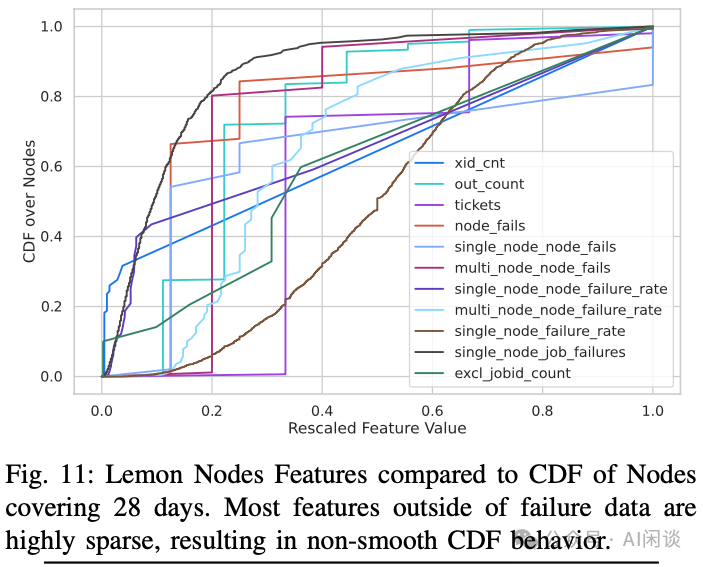 1.0
0.8
0.6
0.4
0.2
0.0
CDF over Nodes
xid_cnt
out_count
tickets
node_fails
single_node_node_fails
multi_node_node_fails
single_node_node_failure_rate
multi_node_node_failure_rate
single_node_failure_rate
single_node_job_failures
excl_jobid_count
0.0 0.2 0.4 0.6 0.8 1.0
Rescaled Feature Value
Fig. 11: Lemon Nodes Features compared to CDF of Nodes
covering 28 days. Most features outside of failure data are
highly sparse, resulting in non-smooth CDF behavior.
公众号 · AI闲谈